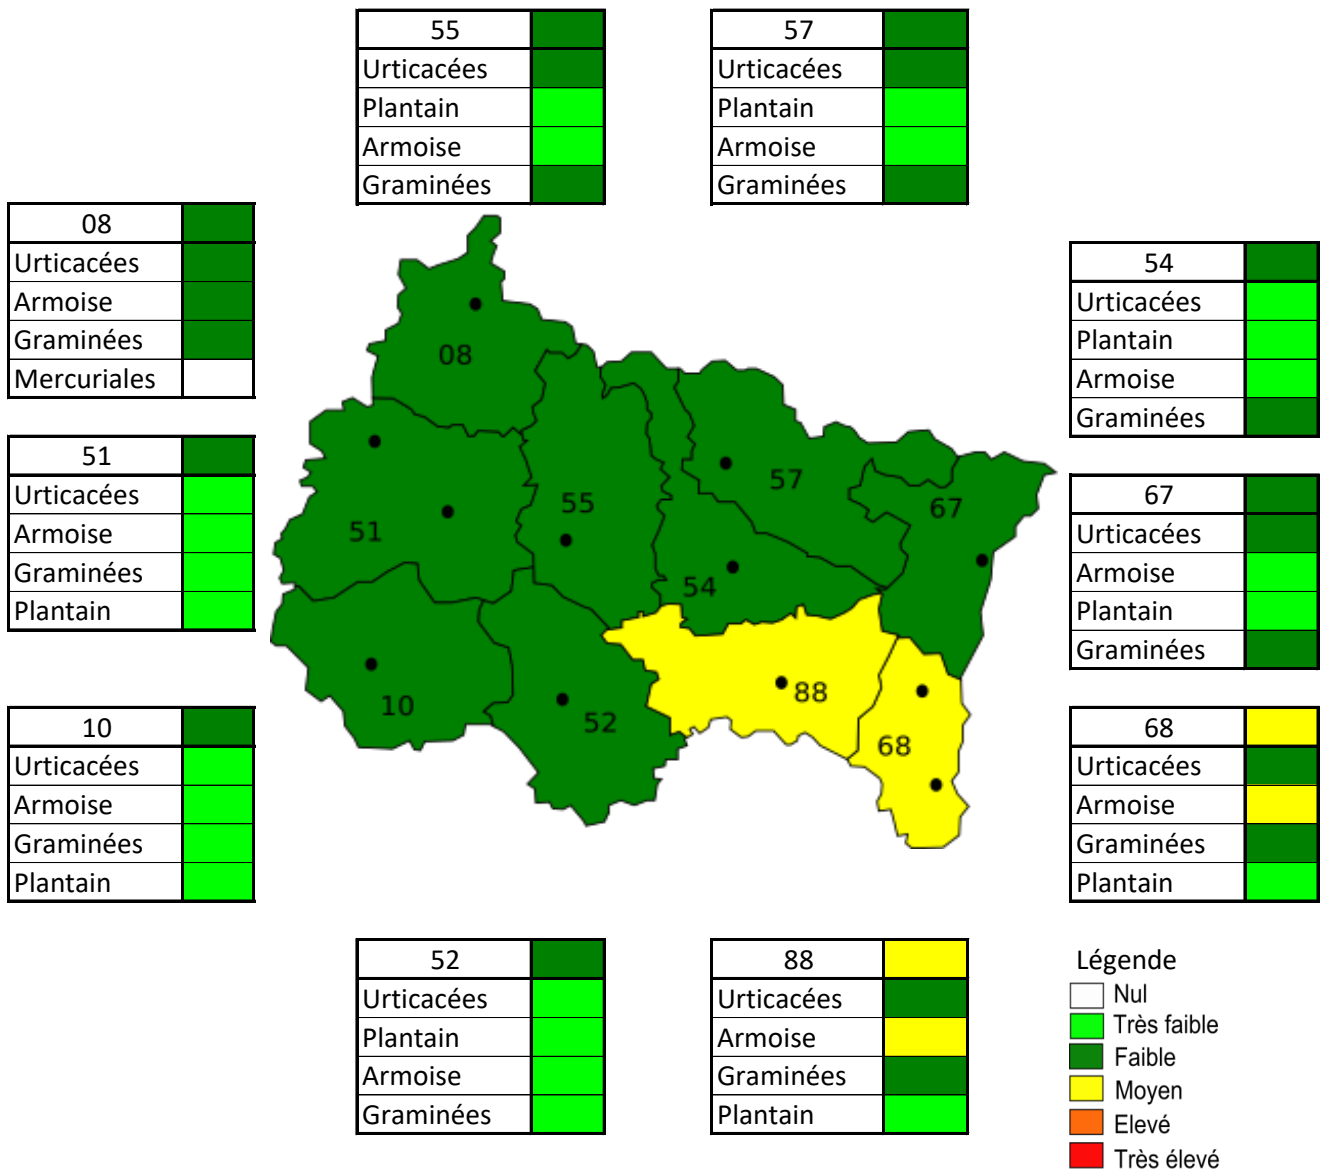 55
Urticacées
Plantain
Armoise
Graminées
57
Urticacées
Plantain
Armoise
Graminées
08
Urticacées
Armoise
Graminées
Mercuriales
54
Urticacées
Plantain
Armoise
Graminées
51
Urticacées
Armoise
Graminées
Plantain
67
Urticacées
Armoise
Plantain
Graminées
08
57
55
67
51
54
88
10
52
68
10
Urticacées
Armoise
Graminées
Plantain
68
Urticacées
Armoise
Graminées
Plantain
52
Urticacées
Plantain
Armoise
Graminées
88
Urticacées
Armoise
Graminées
Plantain
Légende
Nul
Très faible
Faible
Moyen
Elevé
Très élevé